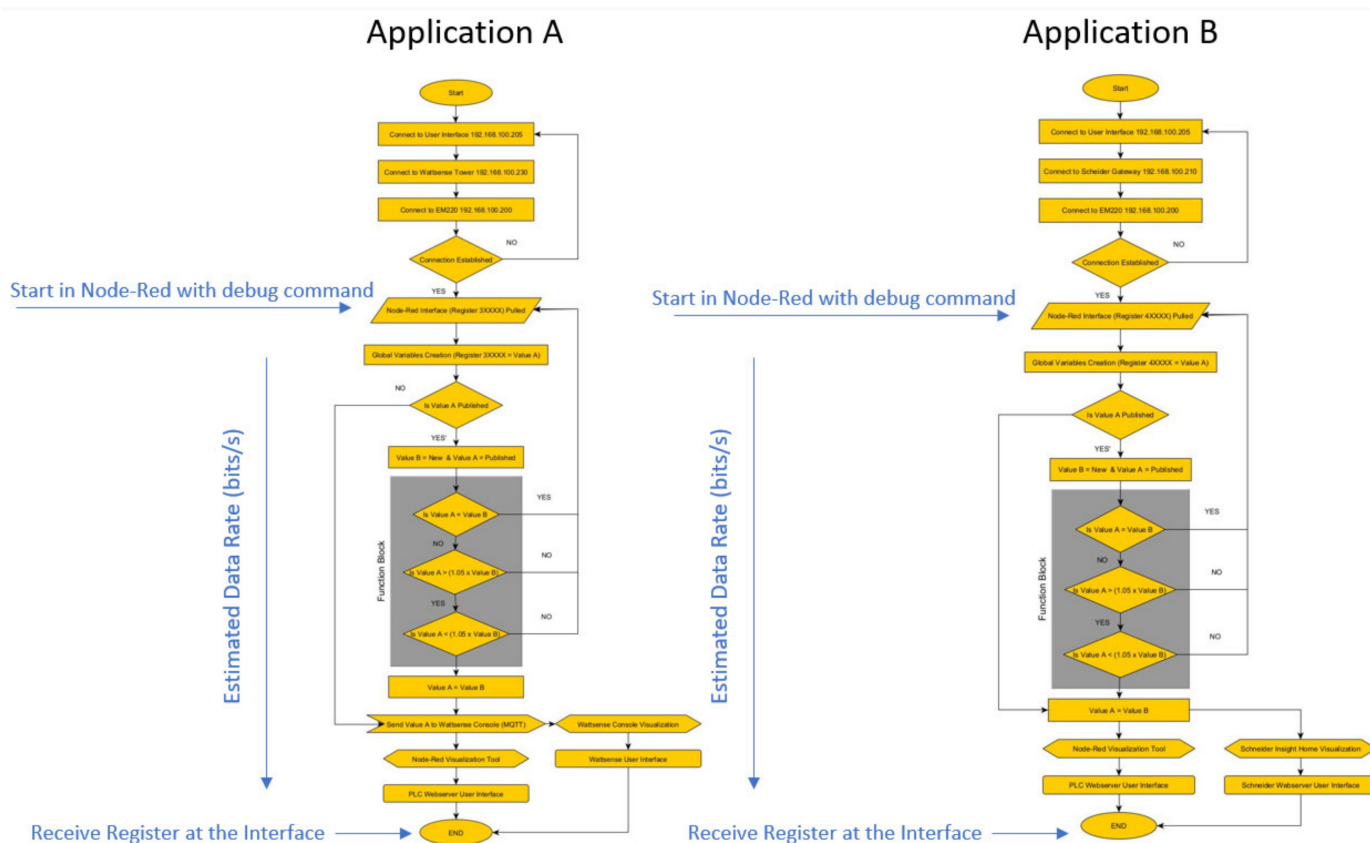 Application A
Start
Connect to User Interface 192.168.100.205
Connect to Wattsense Tower 192.168.100.230
Connect to EM220 192.168.100.200
NO
Connection Established
YES
Start in Node-Red with debug command
Node-Red Interface (Register 3XXXX) Pulled
Global Variables Creation (Register 3XXXX = Value A)
NO
Is Value A Published
YES'
Value B = New & Value A = Published
Estimated Data Rate (bits/s)
Function Block
YES
Is Value A = Value B
NO
NO
Is Value A > (1.05 x Value B)
YES
NO
Is Value A < (1.05 x Value B)
Value A = Value B
Send Value A to Wattsense Console (MQTT)
Wattsense Console Visualization
Node-Red Visualization Tool
Wattsense User Interface
PLC Webserver User Interface
Receive Register at the Interface
END
Application B
Start
Connect to User Interface 192.168.100.205
Connect to Scheider Gateway 192.168.100.210
Connect to EM220 192.168.100.200
NO
Connection Established
YES
Start in Node-Red with debug command
Node-Red Interface (Register 4XXXX) Pulled
Global Variables Creation (Register 4XXXX = Value A)
Is Value A Published
YES'
Value B = New & Value A = Published
Estimated Data Rate (bits/s)
Function Block
YES
Is Value A = Value B
NO
NO
Is Value A > (1.05 x Value B)
YES
NO
Is Value A < (1.05 x Value B)
Value A = Value B
Node-Red Visualization Tool
Schneider Insight Home Visualization
PLC Webserver User Interface
Schneider Webserver User Interface
Receive Register at the Interface
END